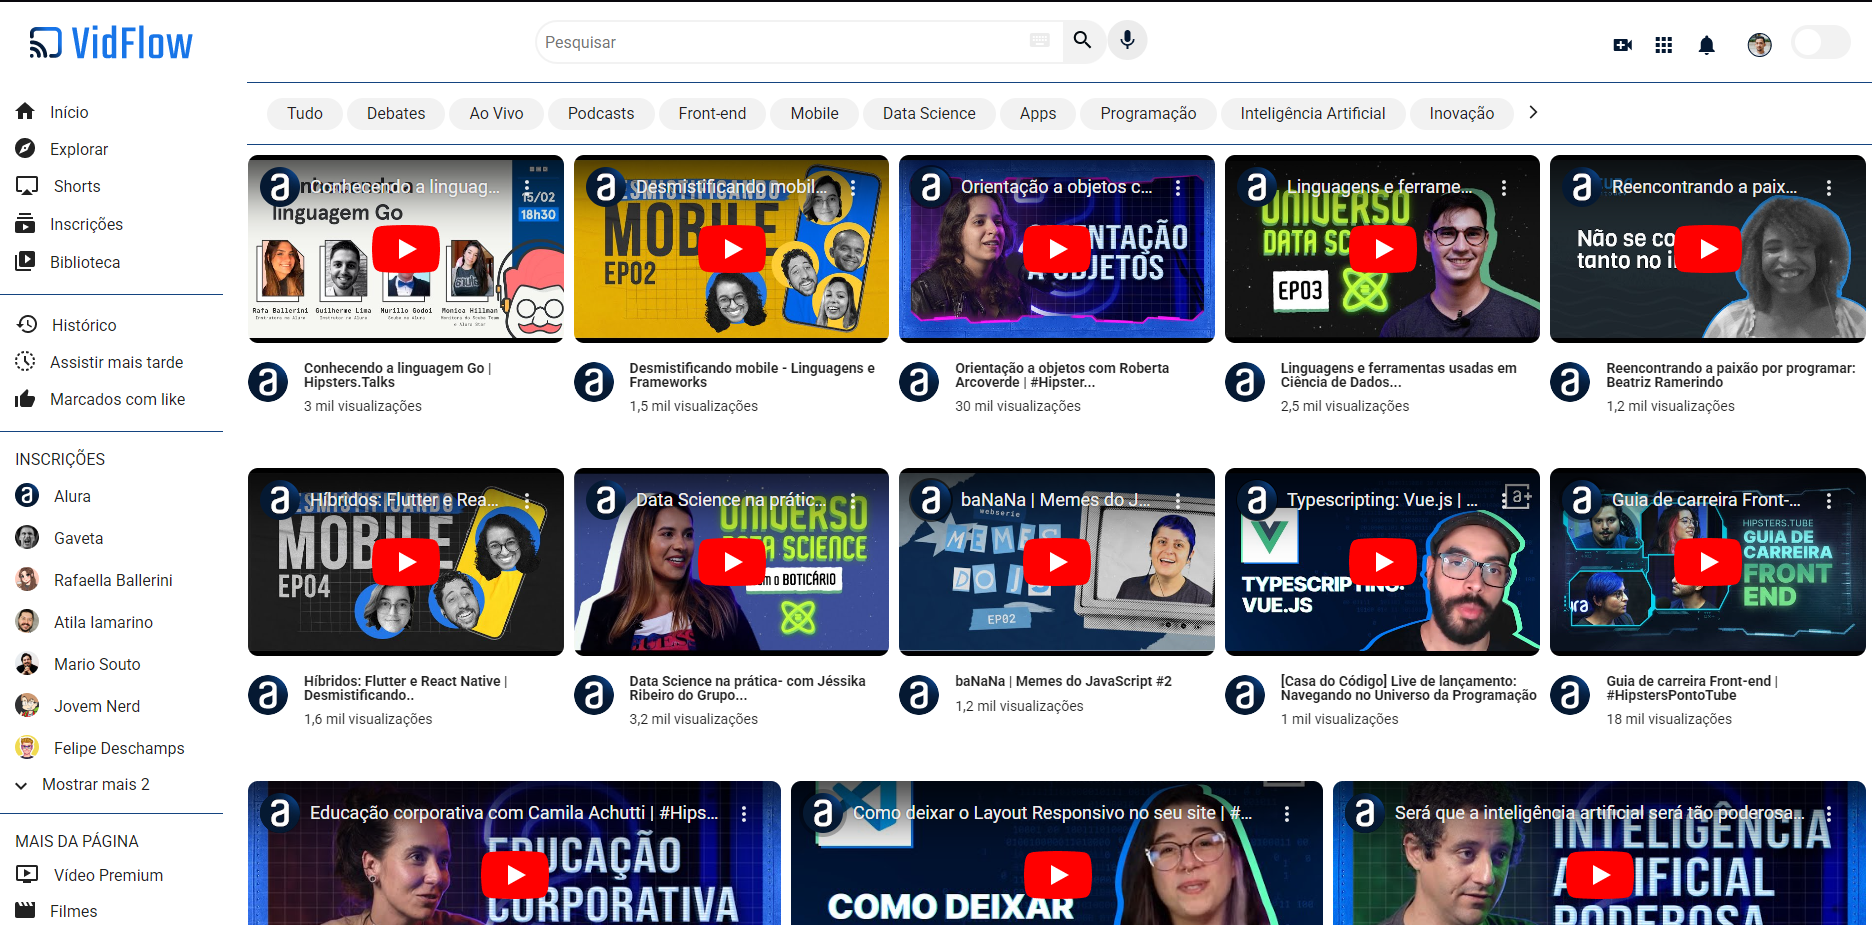 VidFlow
Pesquisar
Início
Explorar
Shorts
Inscrições
Biblioteca
Histórico
Assistir mais tarde
Marcados com like
INSCRIÇÕES
Alura
Gaveta
Rafaella Ballerini
Atila Iamarino
Mario Souto
Jovem Nerd
Felipe Deschamps
Mostrar mais 2
MAIS DA PÁGINA
Vídeo Premium
Filmes
Tudo
Debates
Ao Vivo
Podcasts
Front-end
Mobile
Data Science
Apps
Programação
Inteligência Artificial
Inovação
Conhecendo a linguag...
linguagem Go
15/02
18h30
Rafa Ballerini
Guilherme Lima
Murillo Godoi
Monica Hillman
Conhecendo a linguagem Go |
Hipsters.Talks
3 mil visualizações
Desmistificando mobil...
DESMISTIFICANDO
MOBILE
EP02
Desmistificando mobile - Linguagens e
Frameworks
1,5 mil visualizações
Orientação a objetos c...
ORIENTAÇÃO
A OBJETOS
Orientação a objetos com Roberta
Arcoverde | #Hipster...
30 mil visualizações
Linguagens e ferrame...
UNIVERSO
DATA SC
EP03
Linguagens e ferramentas usadas em
Ciência de Dados...
2,5 mil visualizações
Reencontrando a paix...
Não se co
tanto no i
Reencontrando a paixão por programar:
Beatriz Ramerindo
1,2 mil visualizações
Híbridos: Flutter e Rea...
DESMISTIFICANDO
MOBILE
EP04
Híbridos: Flutter e React Native |
Desmistificando..
1,6 mil visualizações
Data Science na prátic...
UNIVERSO
DATA SCIENCE
com o BOTICÁRIO
Data Science na prática- com Jéssika
Ribeiro do Grupo...
3,2 mil visualizações
baNaNa | Memes do J...
webserie
MEMES
DO JS
EP02
baNaNa | Memes do JavaScript #2
1,2 mil visualizações
Typescripting: Vue.js | ...
a+
TYPESCRIPTING:
VUE.JS
[Casa do Código] Live de lançamento:
Navegando no Universo da Programação
1 mil visualizações
Guia de carreira Front-...
HIPSTERS.TUBE
GUIA DE
CARREIRA
FRONT
END
ura
Guia de carreira Front-end |
#HipstersPontoTube
18 mil visualizações
Educação corporativa com Camila Achutti | #Hips...
EDUCAÇÃO
CORPORATIVA
Como deixar o Layout Responsivo no seu site | #...
COMO DEIXAR
Será que a inteligência artificial será tão poderosa...
INTELIGÊNCIA
ARTIFICIAL
PODEROSA